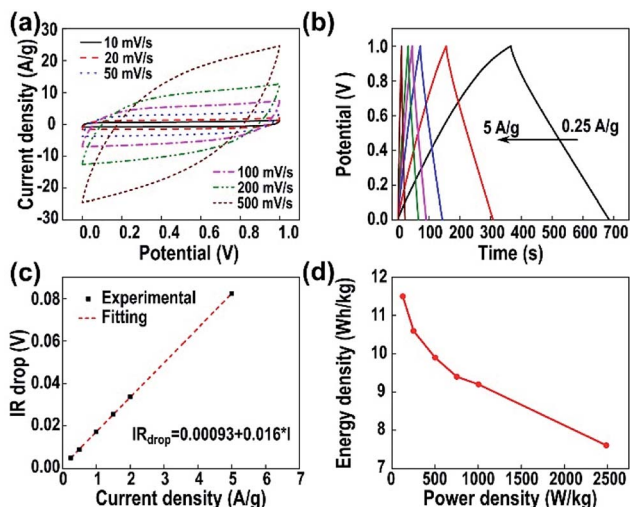 (a)
30
20
10
0
-10
-20
-30
10 mV/s
20 mV/s
50 mV/s
100 mV/s
200 mV/s
500 mV/s
0.0 0.2 0.4 0.6 0.8 1.0
Potential (V)
Current density (A/g)
(b)
1.0
0.8
0.6
0.4
0.2
0.0
5 A/g 0.25 A/g
0 100 200 300 400 500 600 700
Time (s)
Potential (V )
(c)
0.08
0.06
0.04
0.02
0.00
Experimental
Fitting
IRdrop=0.00093+0.016*I
0 1 2 3 4 5 6 7
Current density (A/g)
IR drop (V)
(d)
12
11
10
9
8
7
0 500 1000 1500 2000 2500
Power density (W/kg)
Energy density (Wh/kg)